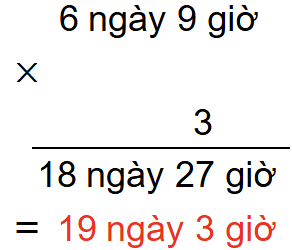 6 ngày 9 giờ
×
3
18 ngày 27 giờ
= 19 ngày 3 giờ